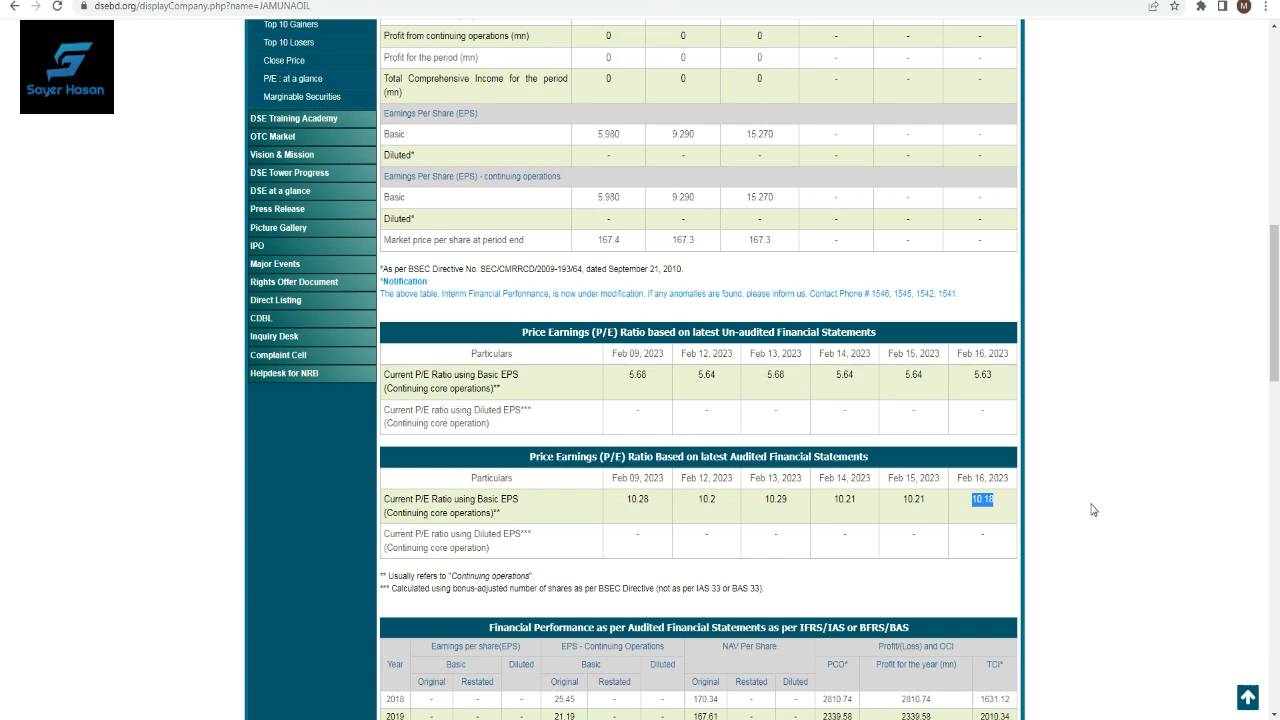 dsebd.org/displayCompany.php?name=JAMUNAOIL
M
Sayer Hasan
Top 10 Gainers
Top 10 Losers
Close Price
P/E : at a glance
Marginable Securities
DSE Training Academy
OTC Market
Vision & Mission
DSE Tower Progress
DSE at a glance
Press Release
Picture Gallery
IPO
Major Events
Rights Offer Document
Direct Listing
CDBL
Inquiry Desk
Complaint Cell
Helpdesk for NRB
Profit from continuing operations (mn) 0 0 0 - - -
Profit for the period (mn) 0 0 0 - - -
Total Comprehensive Income for the period 0 0 0 - - -
(mn)
Earnings Per Share (EPS)
Basic 5.980 9.290 15.270 - - -
Diluted* - - - - - -
Earnings Per Share (EPS) - continuing operations
Basic 5.980 9.290 15.270 - - -
Diluted* - - - - - -
Market price per share at period end 167.4 167.3 167.3 - - -
*As per BSEC Directive No. SEC/CMRRCD/2009-193/64, dated September 21, 2010.
*Notification
The above table, Interim Financial Performance, is now under modification. If any anomalies are found, please inform us. Contact Phone # 1546, 1545, 1542, 1541.
Price Earnings (P/E) Ratio based on latest Un-audited Financial Statements
Particulars Feb 09, 2023 Feb 12, 2023 Feb 13, 2023 Feb 14, 2023 Feb 15, 2023 Feb 16, 2023
Current P/E Ratio using Basic EPS 5.68 5.64 5.68 5.64 5.64 5.63
(Continuing core operations)**
Current P/E ratio using Diluted EPS*** - - - - - -
(Continuing core operation)
Price Earnings (P/E) Ratio Based on latest Audited Financial Statements
Particulars Feb 09, 2023 Feb 12, 2023 Feb 13, 2023 Feb 14, 2023 Feb 15, 2023 Feb 16, 2023
Current P/E Ratio using Basic EPS 10.28 10.2 10.29 10.21 10.21 10.18
(Continuing core operations)**
Current P/E ratio using Diluted EPS*** - - - - - -
(Continuing core operation)
** Usually refers to "Continuing operations".
*** Calculated using bonus-adjusted number of shares as per BSEC Directive (not as per IAS 33 or BAS 33).
Financial Performance as per Audited Financial Statements as per IFRS/IAS or BFRS/BAS
Earnings per share(EPS) EPS - Continuing Operations NAV Per Share Profit/(Loss) and OCI
Year Basic Diluted Basic Diluted PCO* Profit for the year (mn) TCI*
Original Restated Original Restated Original Restated Diluted
2018 - - - 25.45 - - 170.34 - - 2810.74 2810.74 1631.12
2019 - - - - - 167.61 - - 2339.58 2339.58 2010.34